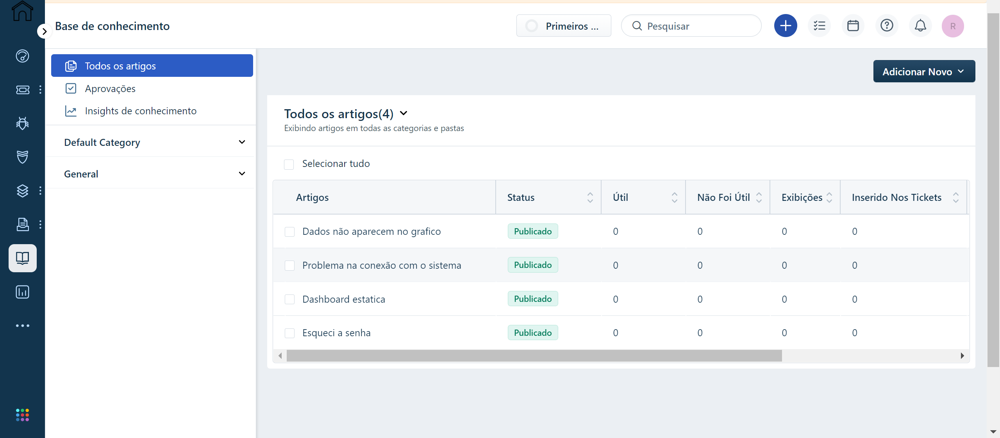 Base de conhecimento
Primeiros ...
Pesquisar
R
Todos os artigos
Aprovações
Insights de conhecimento
Default Category
General
Adicionar Novo
Todos os artigos(4)
Exibindo artigos em todas as categorias e pastas
Selecionar tudo
Artigos Status Útil Não Foi Útil Exibições Inserido Nos Tickets
Dados não aparecem no grafico Publicado 0 0 0 0
Problema na conexão com o sistema Publicado 0 0 0 0
Dashboard estatica Publicado 0 0 0 0
Esqueci a senha Publicado 0 0 0 0